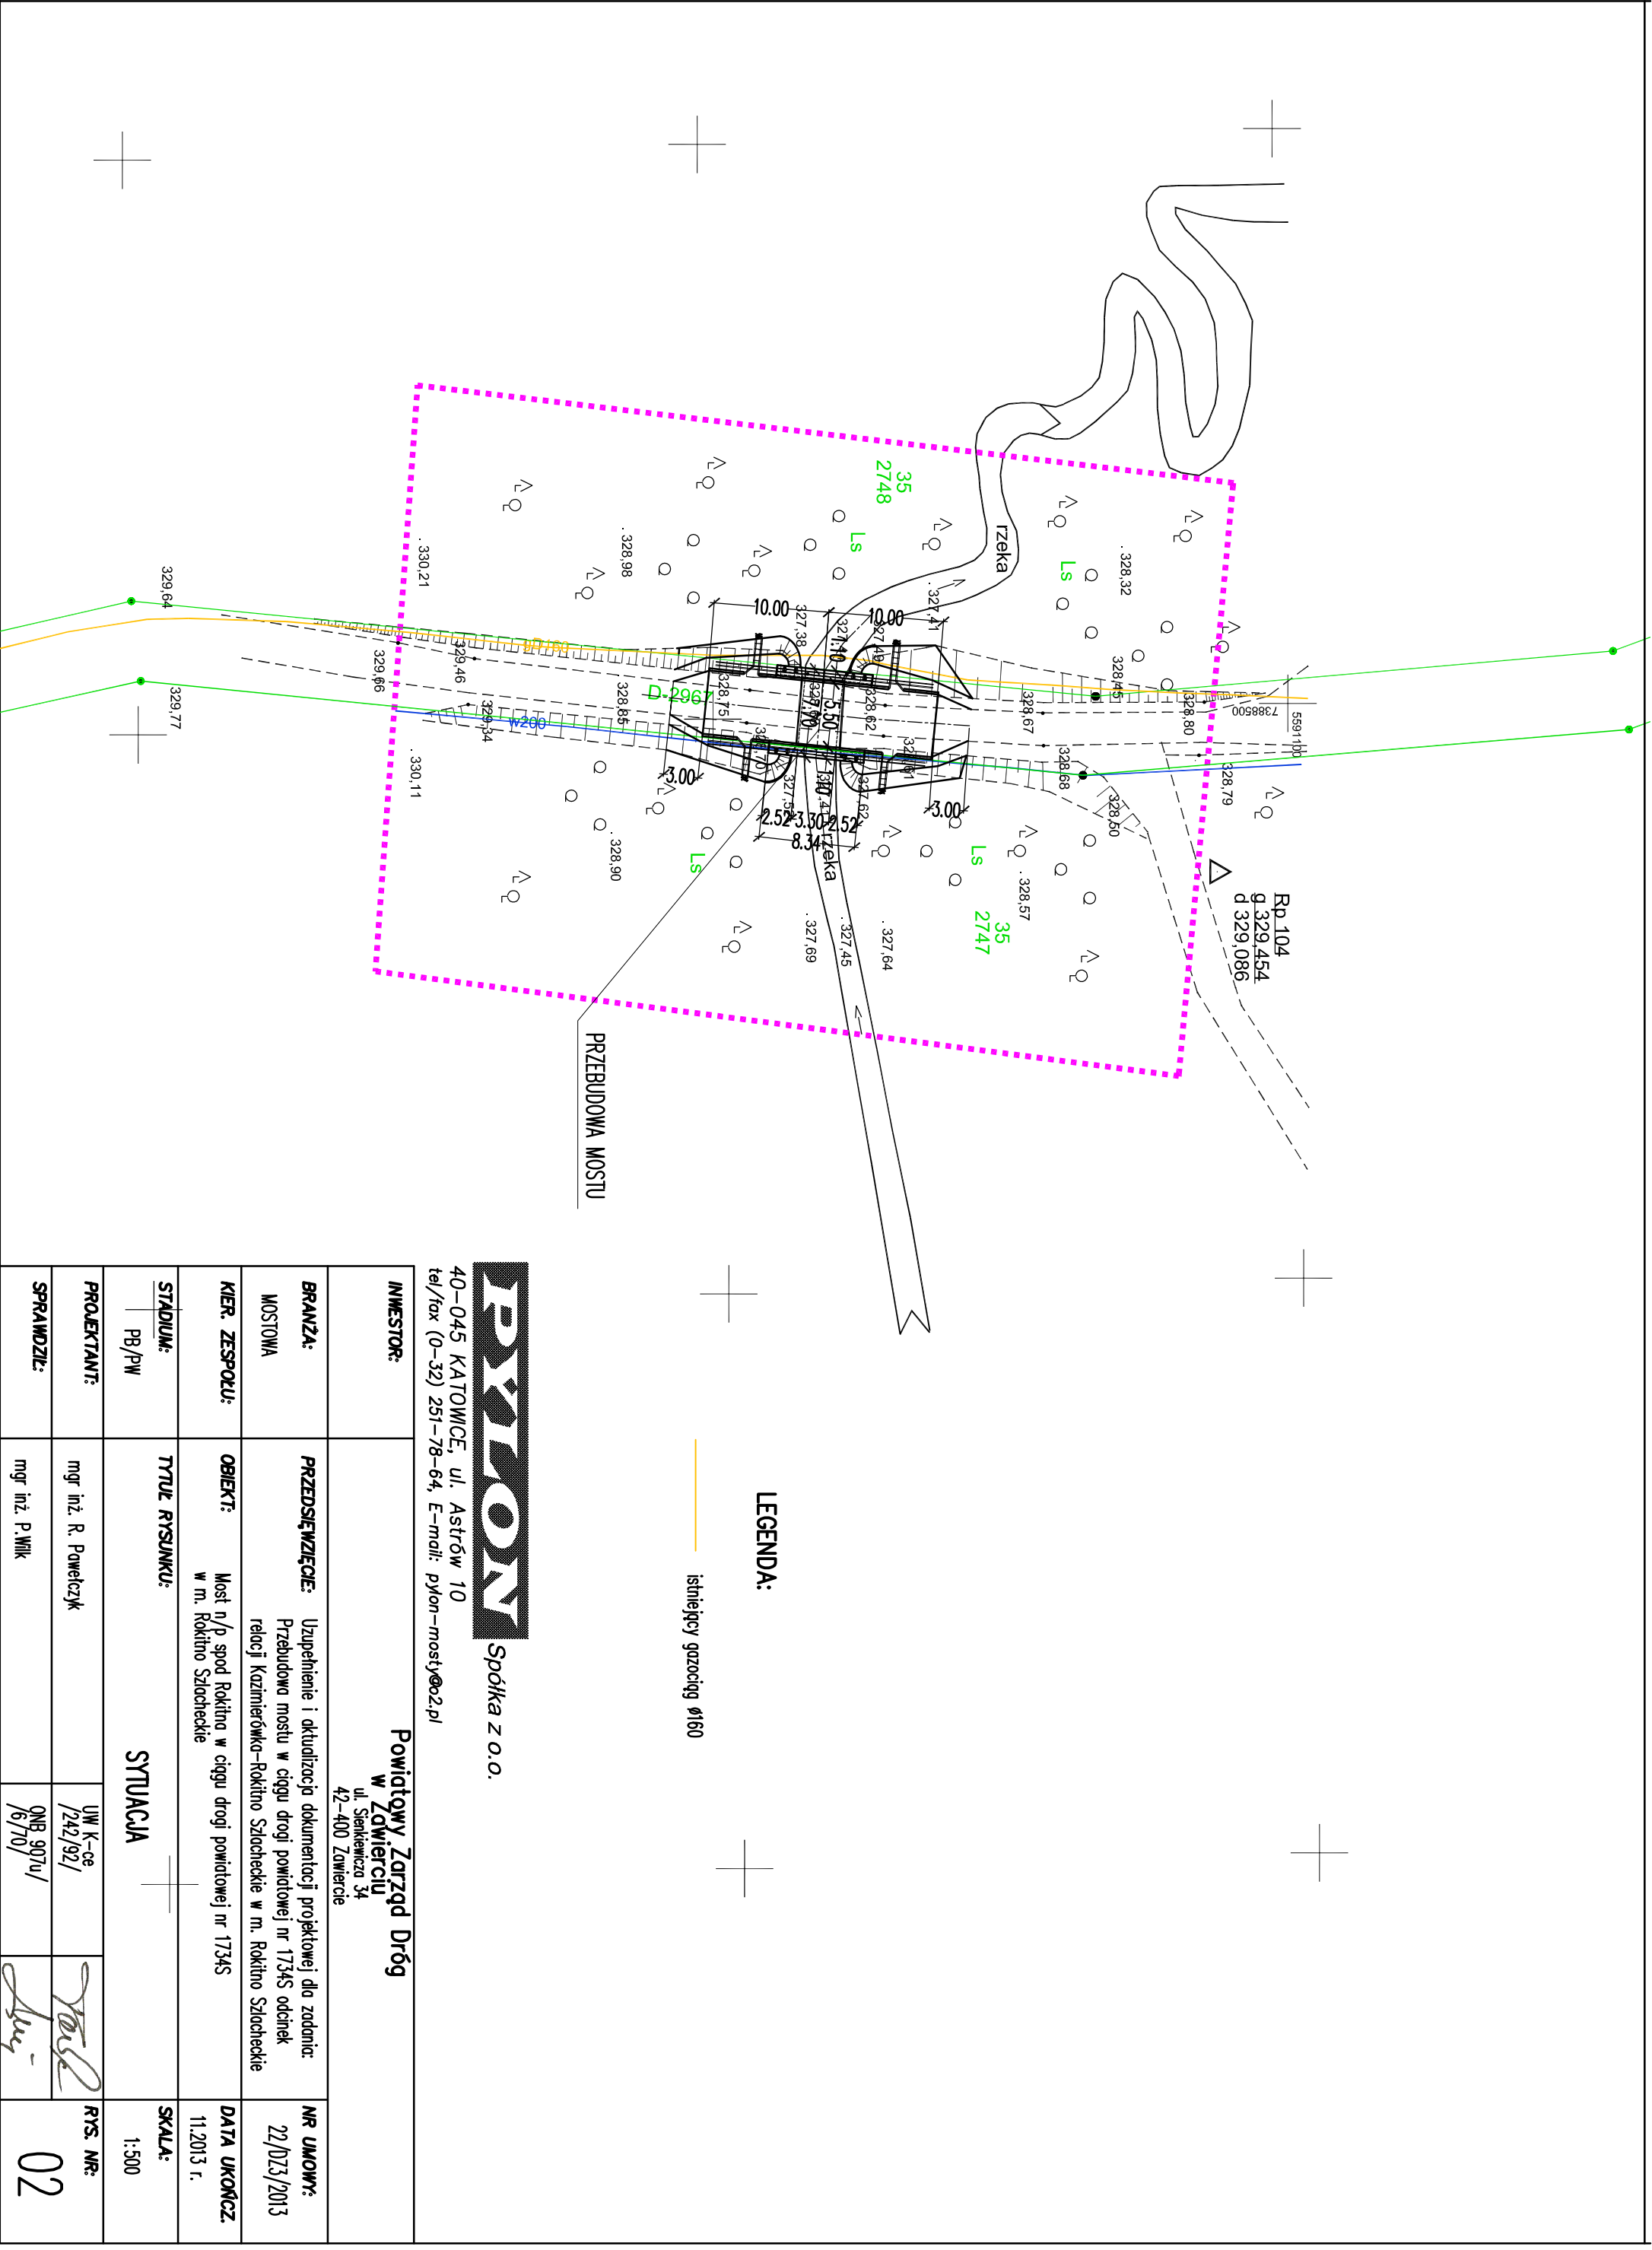 Rp 104
g 329,454
d 329,086
5591100
7388500
328,80
328,79
328,32
328,45
328,50
328,68
328,67
Ls
rzeka
327,41
328,57
35
2747
Ls
3.00
35
2748
Ls
10.00
10.00
328,62
327,62
327,64
327,45
327,69
327,38
1.10
5.50
7.70
2.52
3.30
2.52
8.34
rzeka
3.00
328,75
D-2967
Ls
328,98
328,85
328,90
gD160
w200
329,46
329,34
330,21
330,11
329,66
329,64
329,77
PRZEBUDOWA MOSTU
LEGENDA:
istniejący gazociąg ø160
PYLON Spółka z o.o.
40-045 KATOWICE, ul. Astrów 10
tel/fax (0-32) 251-78-64, E-mail: pylon-mosty@o2.pl
INWESTOR:
Powiatowy Zarząd Dróg
w Zawierciu
ul. Sienkiewicza 34
42-400 Zawiercie
BRANŻA:
MOSTOWA
PRZEDSIĘWZIĘCIE: Uzupełnienie i aktualizacja dokumentacji projektowej dla zadania:
Przebudowa mostu w ciągu drogi powiatowej nr 1734S odcinek
relacji Kazimierówka-Rokitno Szlacheckie w m. Rokitno Szlacheckie
NR UMOWY:
22/DZ3/2013
KIER. ZESPOŁU:
OBIEKT: Most n/p spod Rokitna w ciągu drogi powiatowej nr 1734S
w m. Rokitno Szlacheckie
DATA UKOŃCZ.
11.2013 r.
STADIUM:
PB/PW
TYTUŁ RYSUNKU:
SYTUACJA
SKALA:
1:500
PROJEKTANT:
mgr inż. R. Pawełczyk
UW K-ce
/242/92/
RYS. NR:
02
SPRAWDZIŁ:
mgr inż. P.Wilk
ONB 907u/
/6/70/